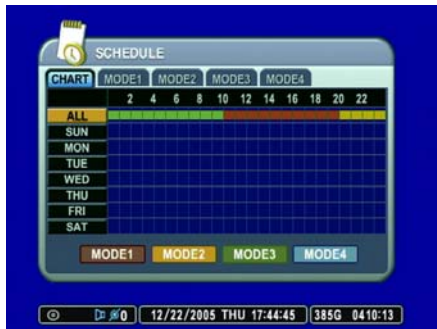 SCHEDULE
CHART MODE1 MODE2 MODE3 MODE4
2 4 6 8 10 12 14 16 18 20 22
ALL
SUN
MON
TUE
WED
THU
FRI
SAT
MODE1 MODE2 MODE3 MODE4
0 12/22/2005 THU 17:44:45 385G 0410:13